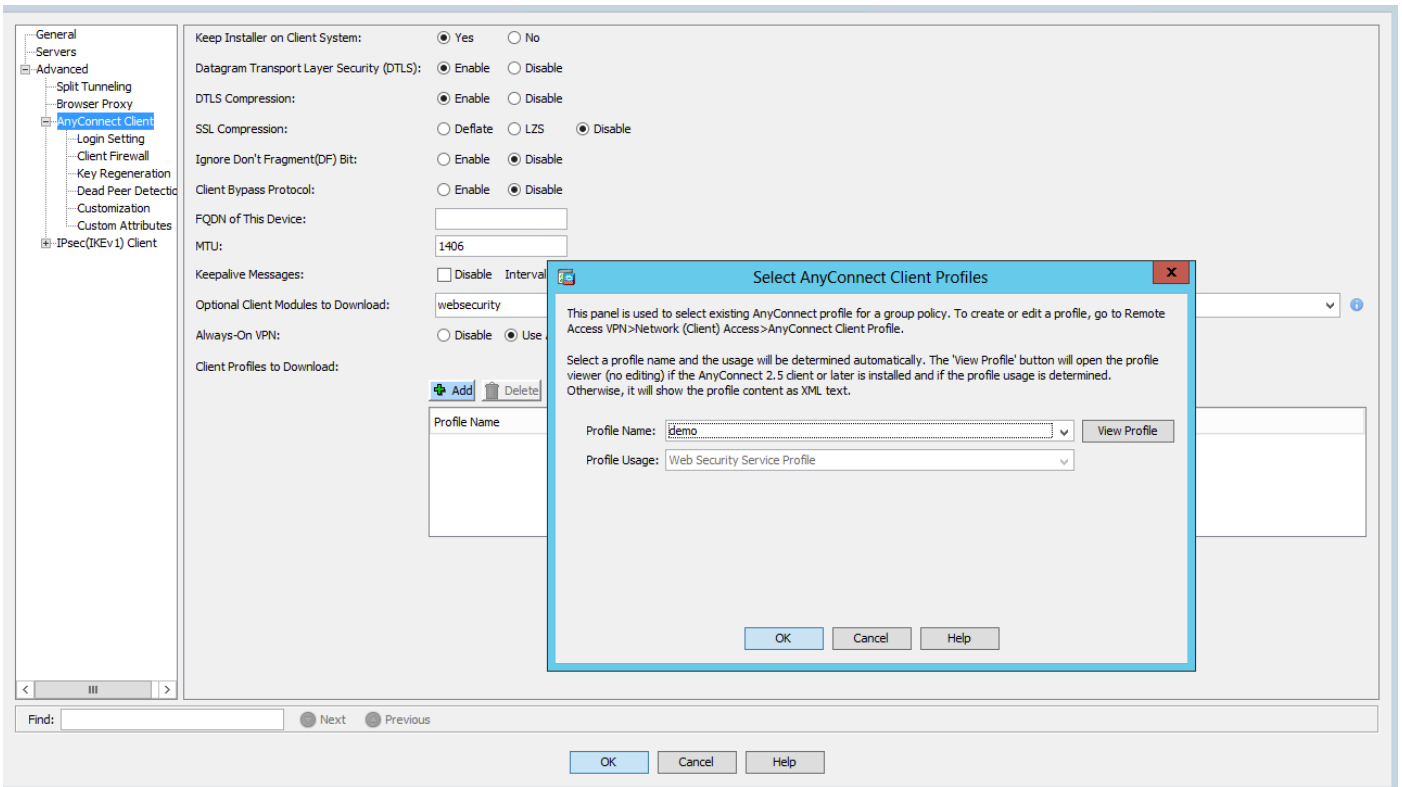 General
Servers
Advanced
Split Tunneling
Browser Proxy
AnyConnect Client
Login Setting
Client Firewall
Key Regeneration
Dead Peer Detectio
Customization
Custom Attributes
IPsec(IKEv1) Client
Keep Installer on Client System: Yes No
Datagram Transport Layer Security (DTLS): Enable Disable
DTLS Compression: Enable Disable
SSL Compression: Deflate LZS Disable
Ignore Don't Fragment(DF) Bit: Enable Disable
Client Bypass Protocol: Enable Disable
FQDN of This Device:
MTU: 1406
Keepalive Messages: Disable Interval
Optional Client Modules to Download: websecurity
Always-On VPN: Disable Use
Client Profiles to Download:
Add Delete
Profile Name
Select AnyConnect Client Profiles
x
This panel is used to select existing AnyConnect profile for a group policy. To create or edit a profile, go to Remote
Access VPN>Network (Client) Access>AnyConnect Client Profile.
Select a profile name and the usage will be determined automatically. The 'View Profile' button will open the profile
viewer (no editing) if the AnyConnect 2.5 client or later is installed and if the profile usage is determined.
Otherwise, it will show the profile content as XML text.
Profile Name: demo View Profile
Profile Usage: Web Security Service Profile
OK Cancel Help
Find: Next Previous
OK Cancel Help